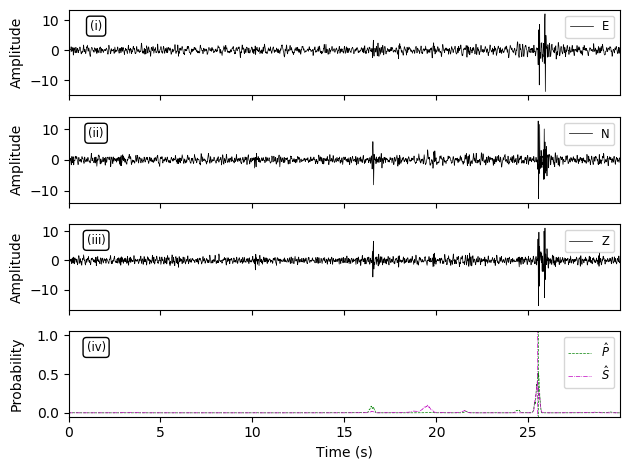 10
0
−10
Amplitude
(i)
E
10
0
−10
Amplitude
(ii)
N
10
0
−10
Amplitude
(iii)
Z
1.0
0.5
0.0
Probability
(iv)
P̂
Ŝ
0 5 10 15 20 25
Time (s)